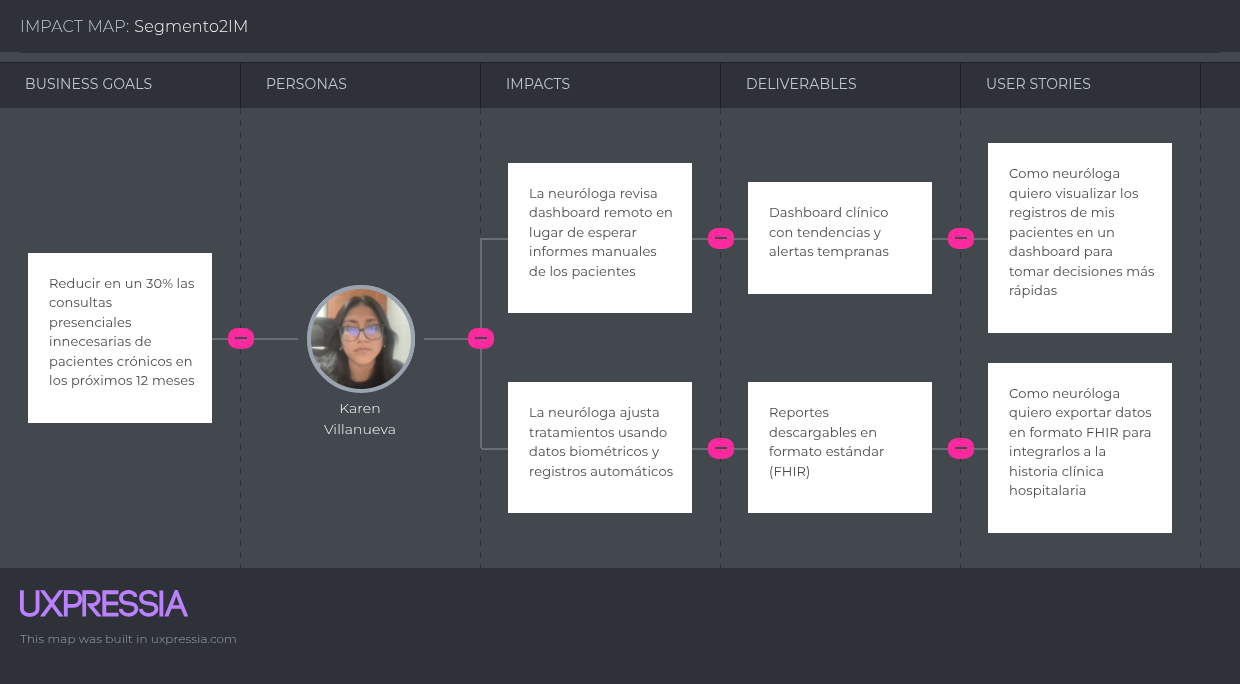 IMPACT MAP: Segmento2IM
BUSINESS GOALS
PERSONAS
IMPACTS
DELIVERABLES
USER STORIES
Reducir en un 30% las
consultas
presenciales
innecesarias de
pacientes crónicos en
los próximos 12 meses
Karen
Villanueva
La neuróloga revisa
dashboard remoto en
lugar de esperar
informes manuales
de los pacientes
Dashboard clínico
con tendencias y
alertas tempranas
Como neuróloga
quiero visualizar los
registros de mis
pacientes en un
dashboard para
tomar decisiones más
rápidas
La neuróloga ajusta
tratamientos usando
datos biométricos y
registros automáticos
Reportes
descargables en
formato estándar
(FHIR)
Como neuróloga
quiero exportar datos
en formato FHIR para
integrarlos a la
historia clínica
hospitalaria
UXPRESSIA
This map was built in uxpressia.com